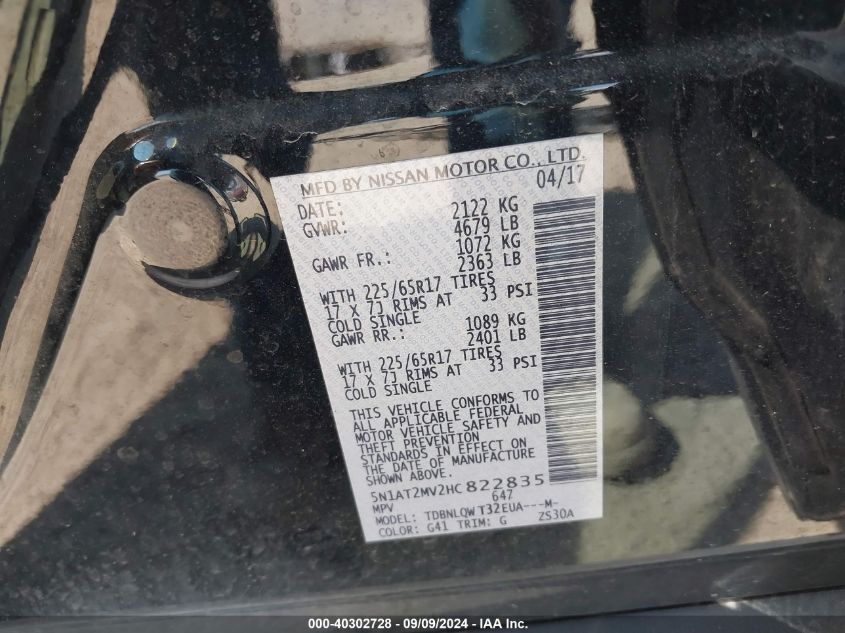 MFD BY NISSAN MOTOR CO., LTD.
DATE: 04/17
GVWR: 2122 KG
4679 LB
GAWR FR.: 1072 KG
2363 LB
WITH 225/65R17 TIRES
17 X 7J RIMS AT 33 PSI
COLD SINGLE
GAWR RR.: 1089 KG
2401 LB
WITH 225/65R17 TIRES
17 X 7J RIMS AT 33 PSI
COLD SINGLE
THIS VEHICLE CONFORMS TO
ALL APPLICABLE FEDERAL
MOTOR VEHICLE SAFETY AND
THEFT PREVENTION
STANDARDS IN EFFECT ON
THE DATE OF MANUFACTURE
SHOWN ABOVE.
5N1AT2MV2HC822835
MPV 647
MODEL: TDBNLQW T32EUA---M-
COLOR: G41 TRIM: G ZS30A
000-40302728 - 09/09/2024 - IAA Inc.